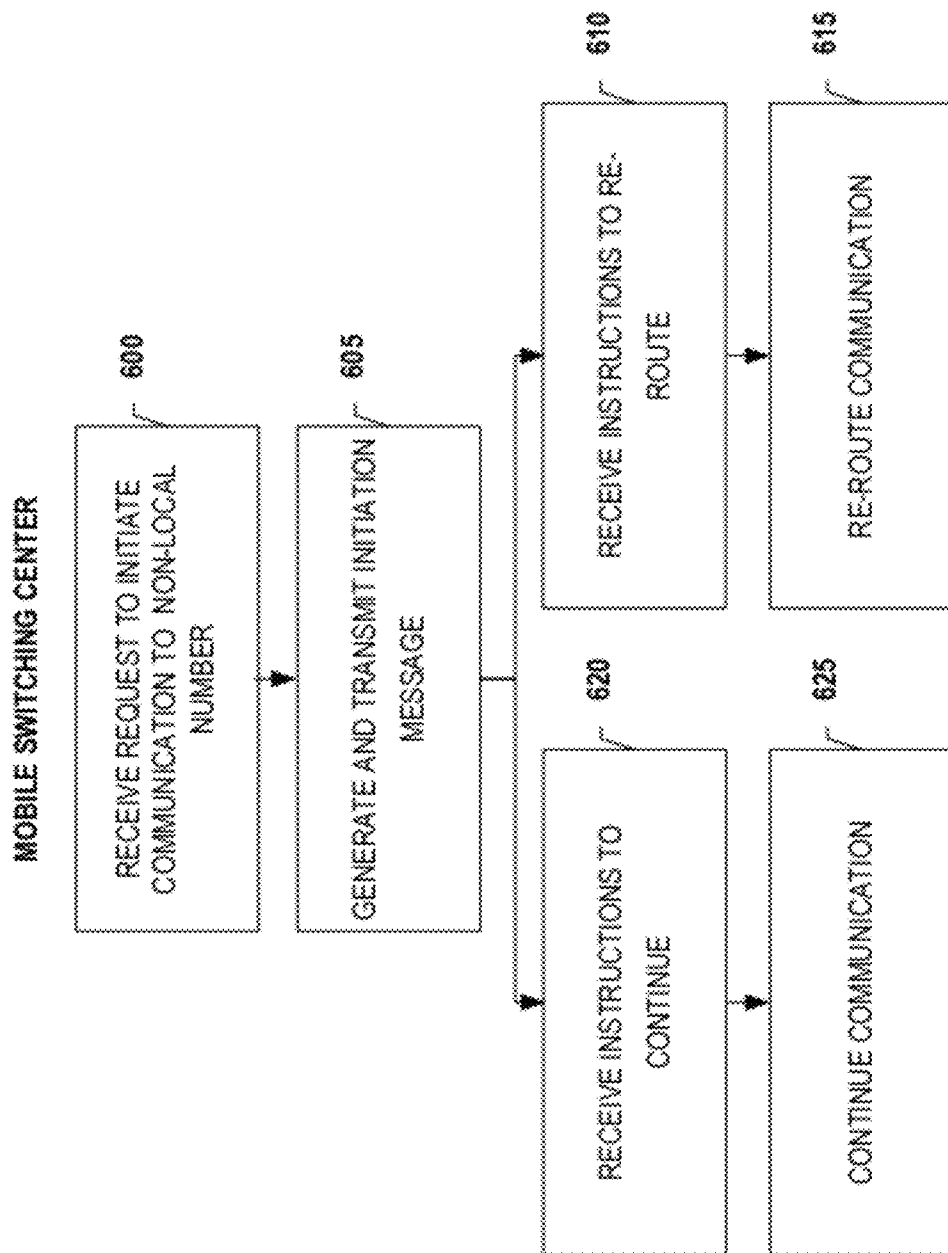 MOBILE SWITCHING CENTER
600
RECEIVE REQUEST TO INITIATE
COMMUNICATION TO NON-LOCAL
NUMBER
605
GENERATE AND TRANSMIT INITIATION
MESSAGE
620
RECEIVE INSTRUCTIONS TO
CONTINUE
610
RECEIVE INSTRUCTIONS TO RE-
ROUTE
625
CONTINUE COMMUNICATION
615
RE-ROUTE COMMUNICATION